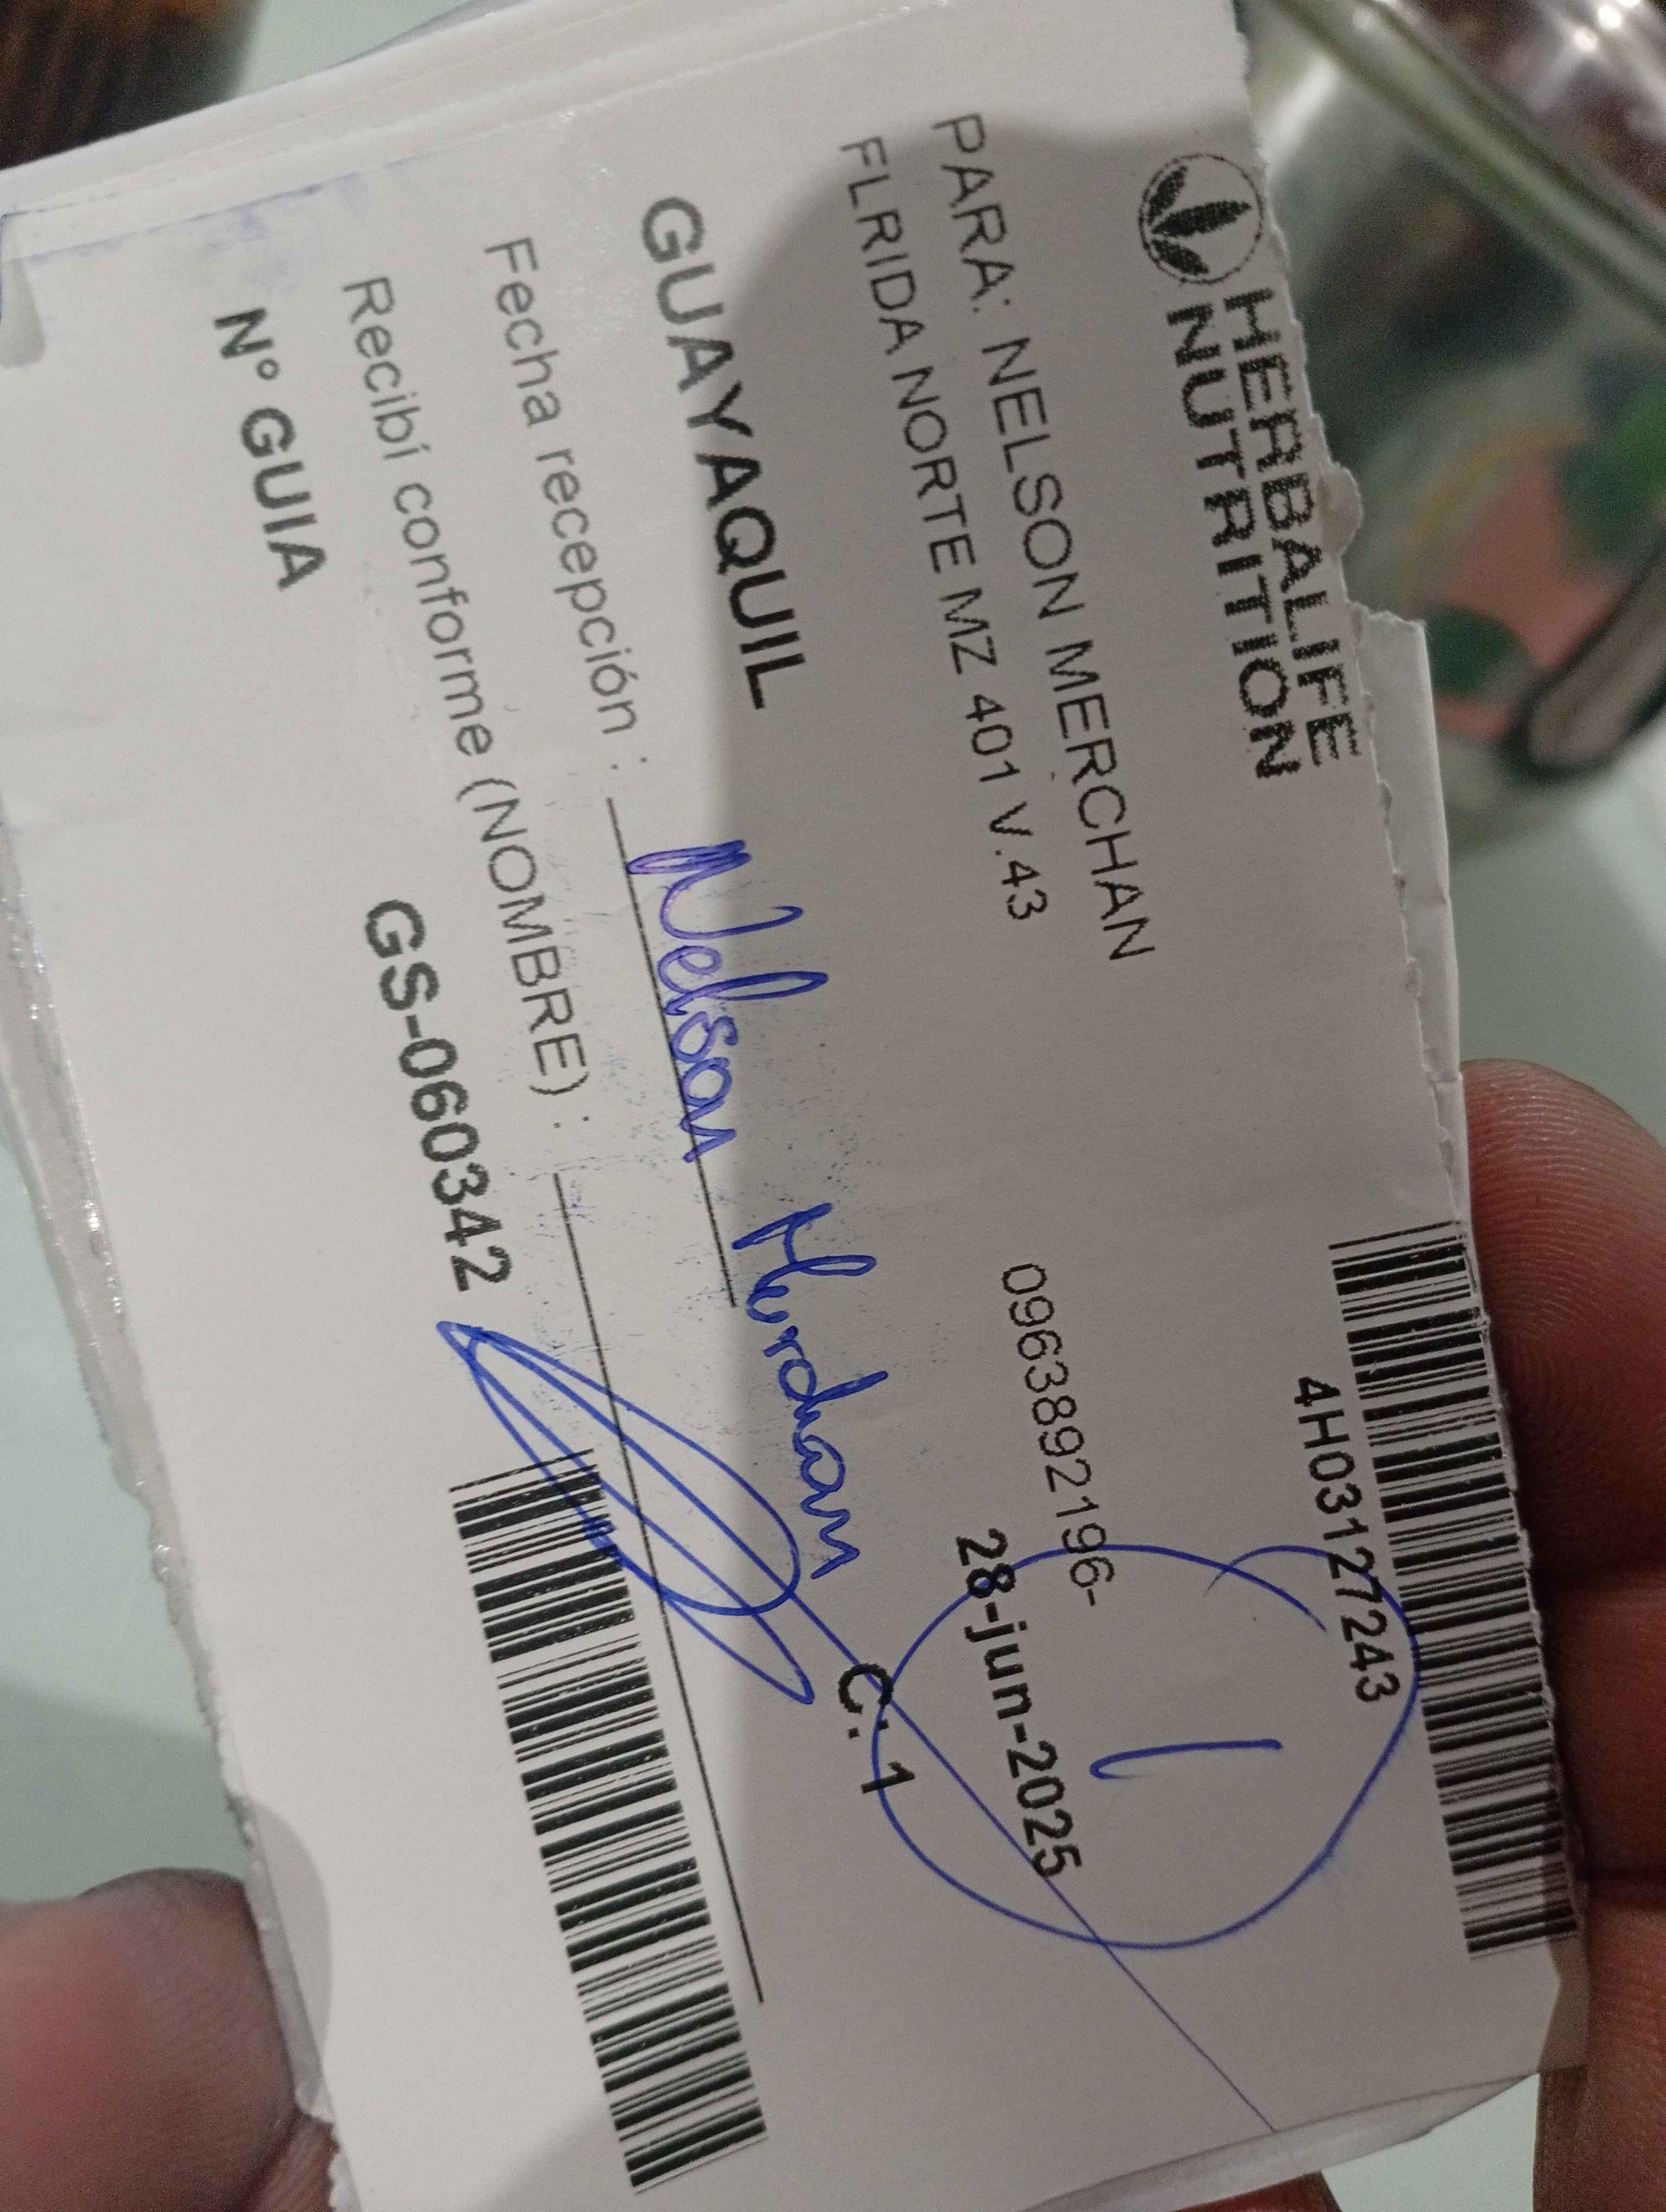 HERBALIFE
NUTRITION
4H03127243
PARA: NELSON MERCHAN
FLRIDA NORTE MZ 401 V.43
0963892196-
1
28-jun-2025
GUAYAQUIL
C: 1
Fecha recepción : Nelson Merchan
Recibí conforme (NOMBRE) :
N° GUIA GS-060342